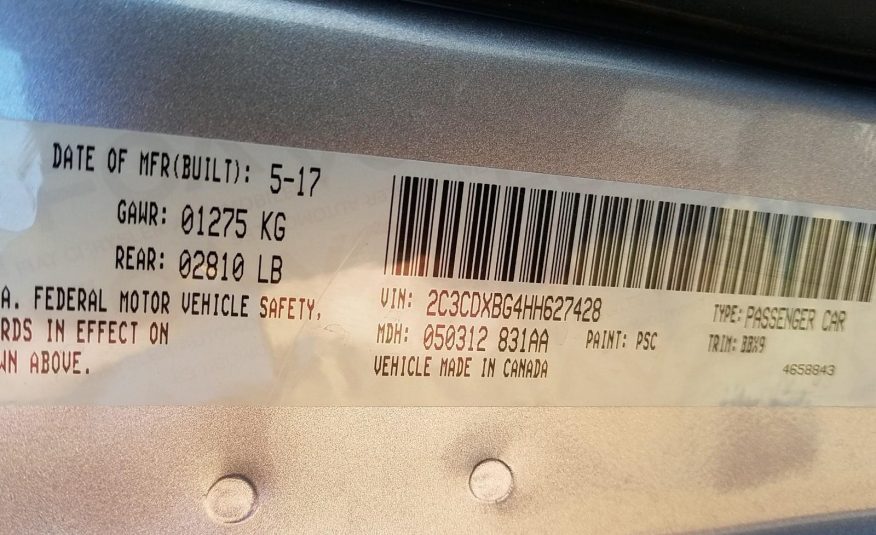 DATE OF MFR(BUILT): 5-17
GAWR: 01275 KG
REAR: 02810 LB
A. FEDERAL MOTOR VEHICLE SAFETY,
RDS IN EFFECT ON
WN ABOVE.
VIN: 2C3CDXBG4HH627428
TYPE: PASSENGER CAR
MDH: 050312 831AA PAINT: PSC
TRIM: BBX9
VEHICLE MADE IN CANADA
4658843